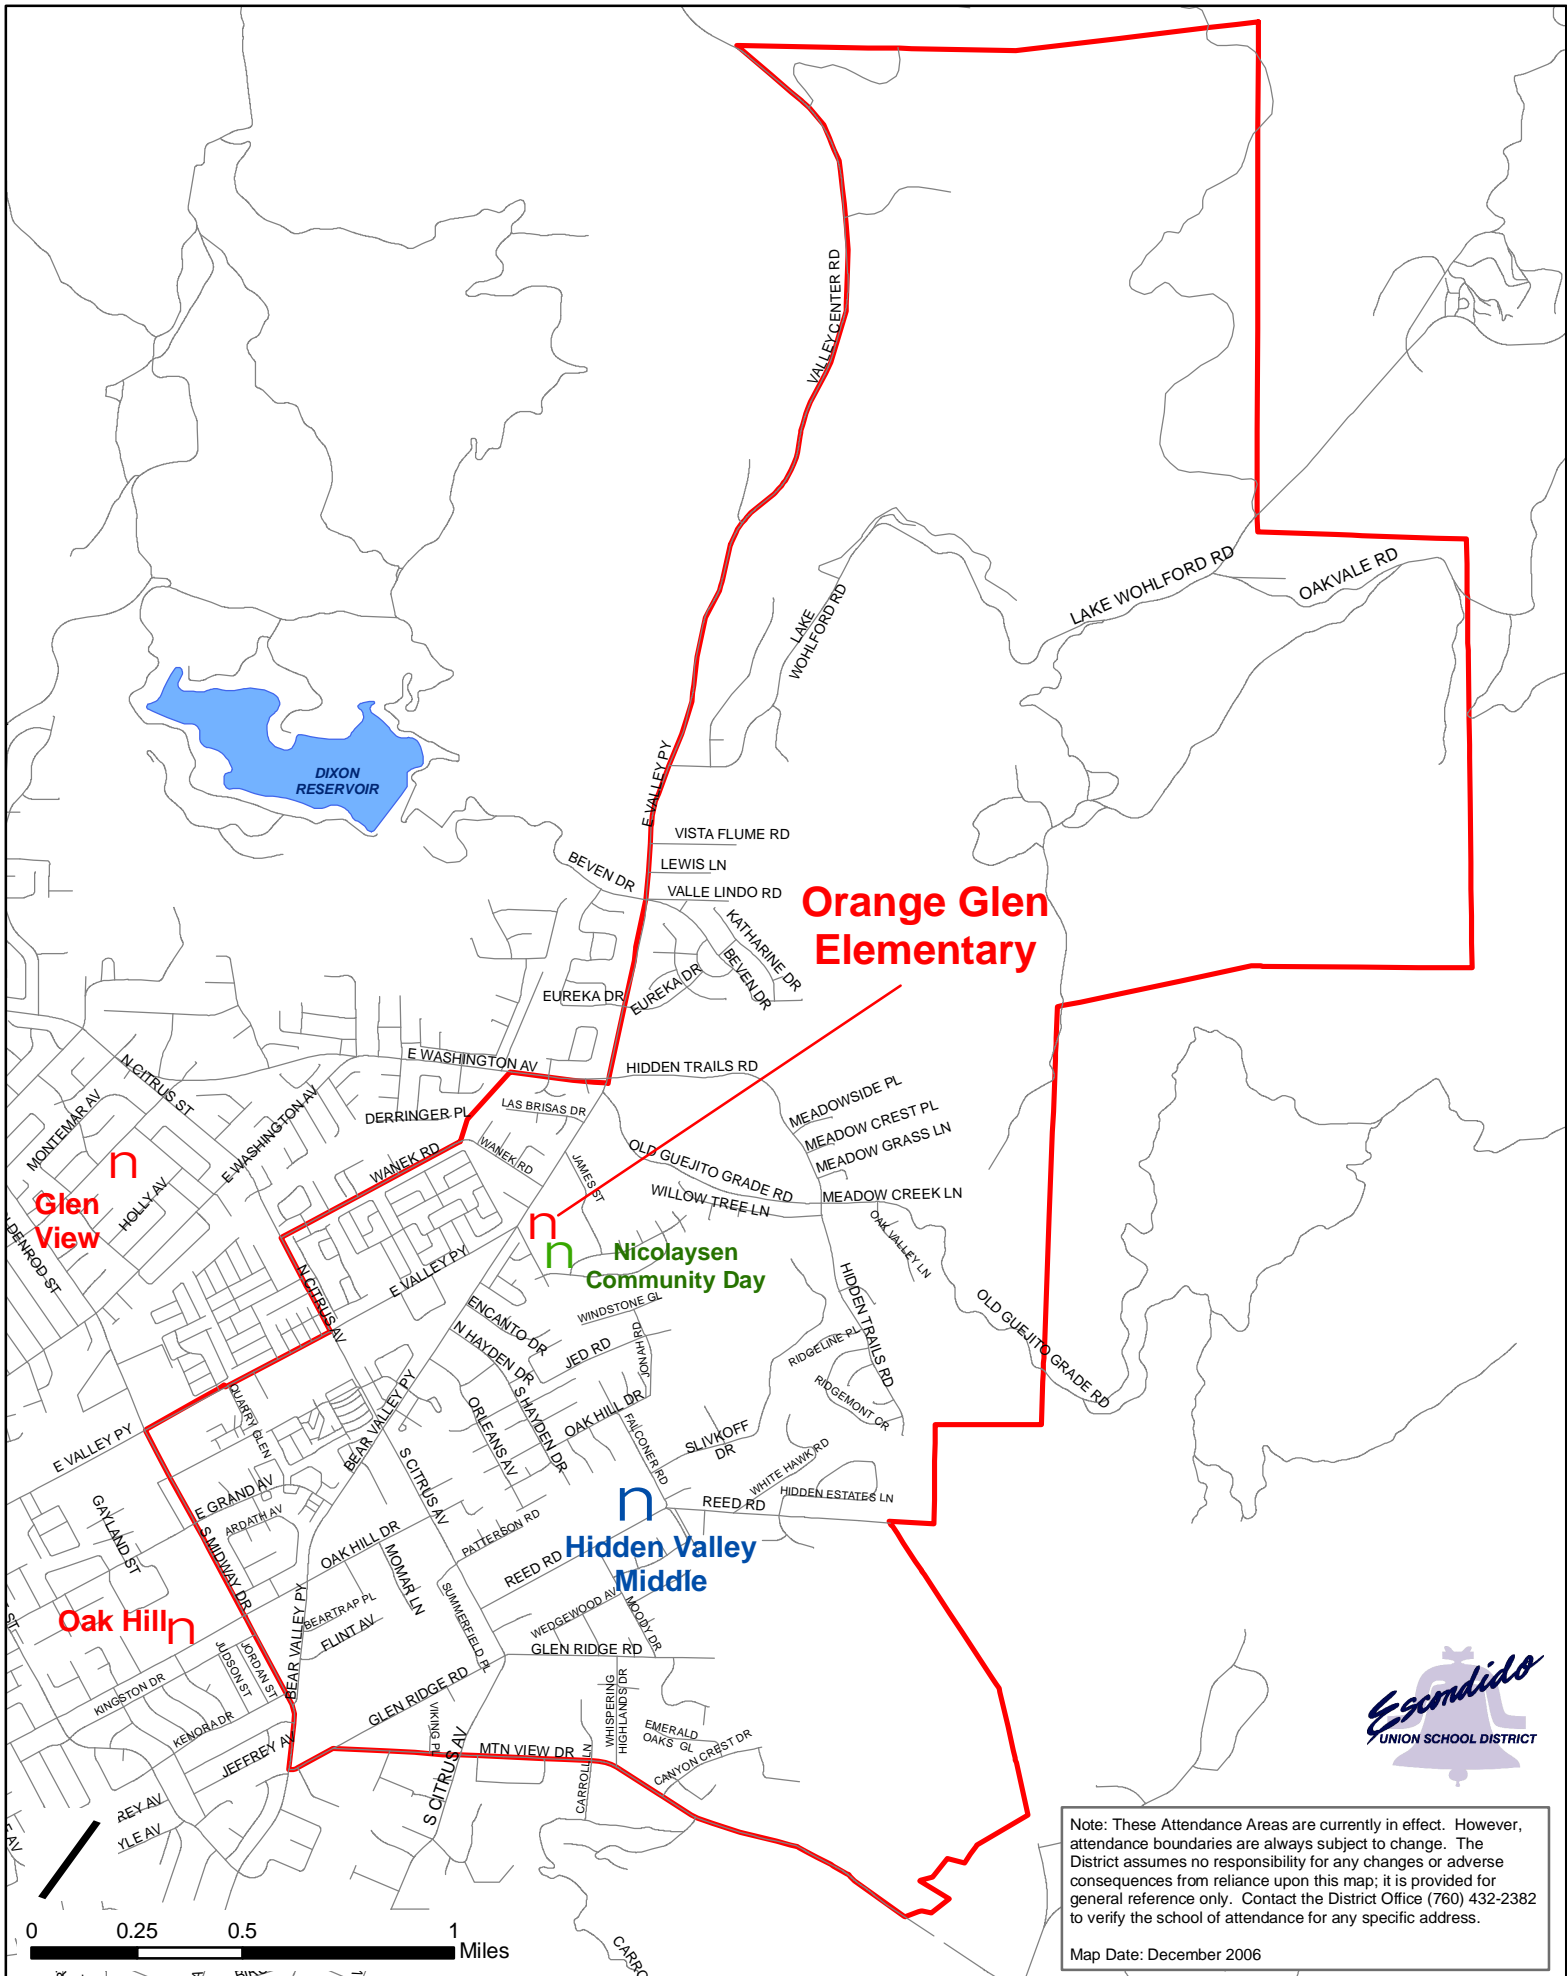 VALLEY CENTER RD
LAKE WOHLFORD RD
OAKVALE RD
LAKE
WOHLFORD RD
DIXON
RESERVOIR
E VALLEY PY
VISTA FLUME RD
LEWIS LN
BEVEN DR
VALLE LINDO RD
Orange Glen
Elementary
KATHARINE DR
BEVEN DR
EUREKA DR
EUREKA DR
E WASHINGTON AV
HIDDEN TRAILS RD
N CITRUS ST
MONTEMAR AV
E WASHINGTON AV
DERRINGER PL
LAS BRISAS DR
MEADOWSIDE PL
MEADOW CREST PL
MEADOW GRASS LN
WANEK RD
WANEK RD
JAMES ST
OLD GUEJITO GRADE RD
WILLOW TREE LN
MEADOW CREEK LN
n
Glen
View
HOLLY AV
DENROD ST
n
n
Nicolaysen
Community Day
OAK VALLEY LN
N CITRUS AV
E VALLEY PY
HIDDEN TRAILS RD
OLD GUEJITO GRADE RD
ENCANTO DR
WINDSTONE GL
N HAYDEN DR
JED RD
JONAH RD
RIDGELINE PL
RIDGEMONT CR
QUARRY GLEN
BEAR VALLEY PY
ORLEANS AV
S HAYDEN DR
OAK HILL DR
FALCONER RD
SLIVKOFF
DR
E VALLEY PY
S CITRUS AV
WHITE HAWK RD
HIDDEN ESTATES LN
GAYLAND ST
E GRAND AV
ARDATH AV
S MIDWAY DR
OAK HILL DR
PATTERSON RD
n
REED RD
Hidden Valley
Middle
REED RD
MOMAR LN
SUMMERFIELD PL
BEARTRAP PL
FLINT AV
WEDGEWOOD AV
MOODY DR
Oak Hill
n
ST
JUDSON ST
JORDAN ST
BEAR VALLEY PY
GLEN RIDGE RD
GLEN RIDGE RD
KINGSTON DR
KENORA DR
JEFFREY AV
VIKING PL
S CITRUS AV
MTN VIEW DR
WHISPERING
HIGHLANDS DR
EMERALD
OAKS GL
CANYON CREST DR
CARROLL LN
REY AV
YLE AV
E AV
CARRO
Escondido
UNION SCHOOL DISTRICT
Note: These Attendance Areas are currently in effect. However,
attendance boundaries are always subject to change. The
District assumes no responsibility for any changes or adverse
consequences from reliance upon this map; it is provided for
general reference only. Contact the District Office (760) 432-2382
to verify the school of attendance for any specific address.
Map Date: December 2006
0 0.25 0.5 1
Miles